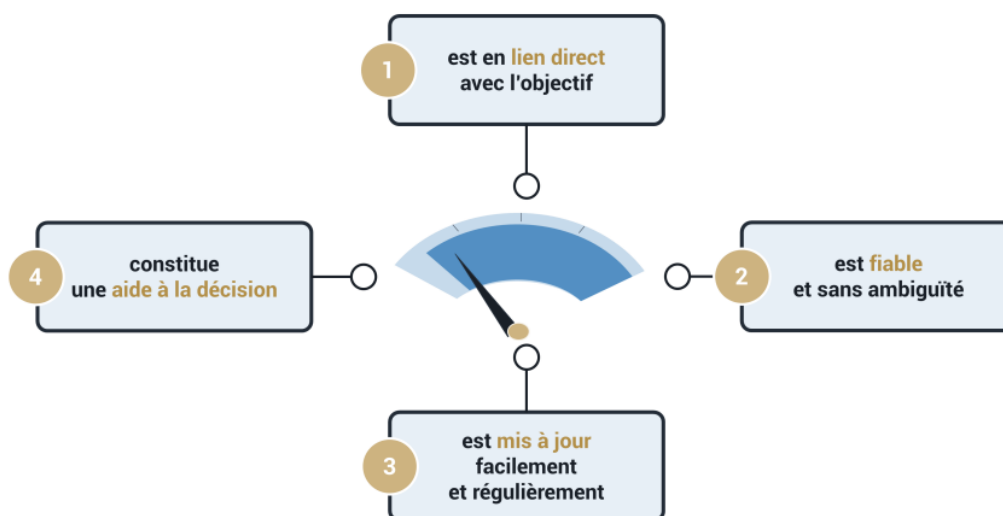 1
est en lien direct
avec l'objectif
2
est fiable
et sans ambiguïté
3
est mis à jour
facilement
et régulièrement
4
constitue
une aide à la décision